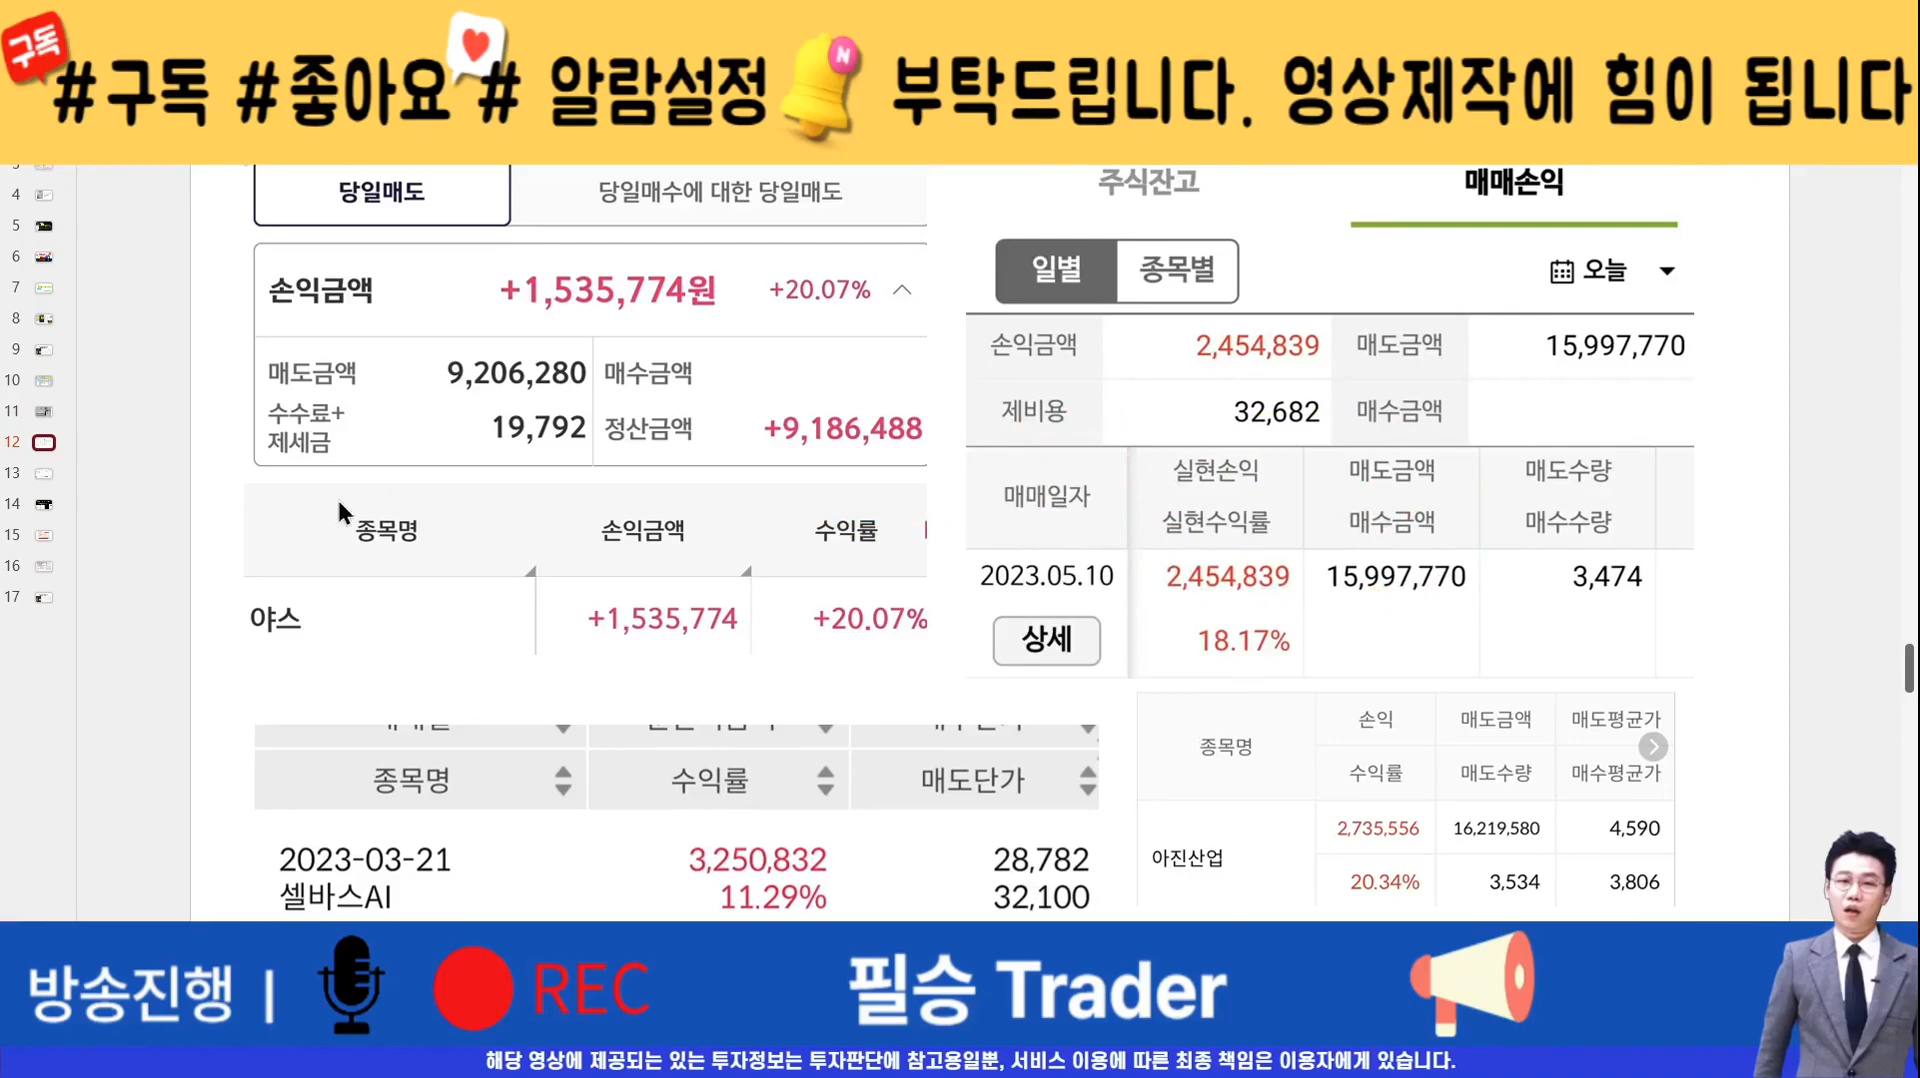 구독
#구독 #좋아요 # 알람설정 N 부탁드립니다. 영상제작에 힘이 됩니다
4
5
6
7
8
9
10
11
12
13
14
15
16
17
당일매도 당일매수에 대한 당일매도
손익금액 +1,535,774원 +20.07%
매도금액 9,206,280 매수금액
수수료+
제세금 19,792 정산금액 +9,186,488
종목명 손익금액 수익률
야스 +1,535,774 +20.07%
주식잔고 매매손익
일별 종목별 오늘
손익금액 2,454,839 매도금액 15,997,770
제비용 32,682 매수금액
매매일자 실현손익 매도금액 매도수량
실현수익률 매수금액 매수수량
2023.05.10 2,454,839 15,997,770 3,474
상세 18.17%
종목명 수익률 매도단가
2023-03-21 3,250,832 28,782
셀바스AI 11.29% 32,100
종목명 손익 매도금액 매도평균가
수익률 매도수량 매수평균가
아진산업 2,735,556 16,219,580 4,590
20.34% 3,534 3,806
방송진행 | REC 필승 Trader
해당 영상에 제공되는 있는 투자정보는 투자판단에 참고용일뿐, 서비스 이용에 따른 최종 책임은 이용자에게 있습니다.